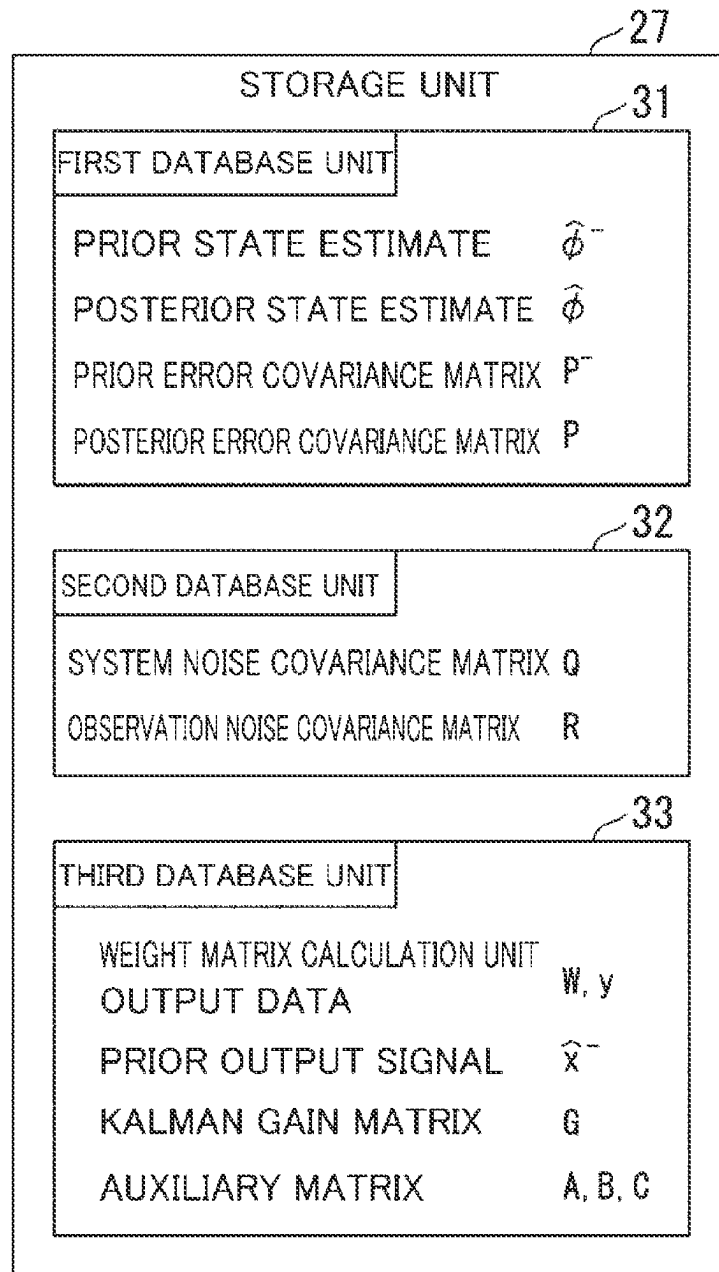 27
STORAGE UNIT
31
FIRST DATABASE UNIT
PRIOR STATE ESTIMATE φ̂⁻
POSTERIOR STATE ESTIMATE φ̂
PRIOR ERROR COVARIANCE MATRIX P⁻
POSTERIOR ERROR COVARIANCE MATRIX P
32
SECOND DATABASE UNIT
SYSTEM NOISE COVARIANCE MATRIX Q
OBSERVATION NOISE COVARIANCE MATRIX R
33
THIRD DATABASE UNIT
WEIGHT MATRIX CALCULATION UNIT
OUTPUT DATA W, y
PRIOR OUTPUT SIGNAL x̂⁻
KALMAN GAIN MATRIX G
AUXILIARY MATRIX A, B, C